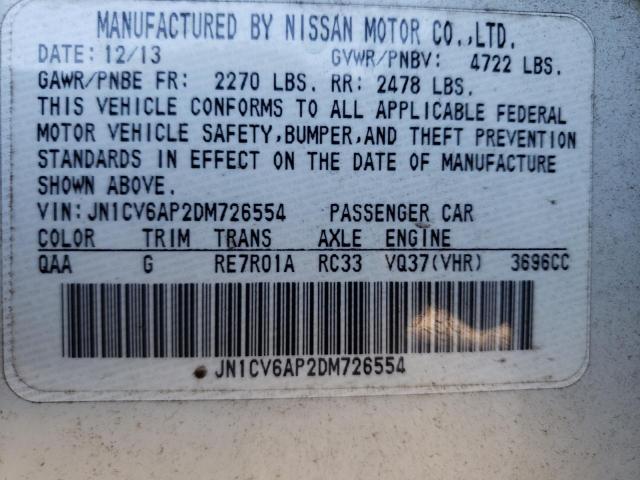 MANUFACTURED BY NISSAN MOTOR CO.,LTD.
DATE: 12/13 GVWR/PNBV: 4722 LBS.
GAWR/PNBE FR: 2270 LBS. RR: 2478 LBS.
THIS VEHICLE CONFORMS TO ALL APPLICABLE FEDERAL
MOTOR VEHICLE SAFETY,BUMPER,AND THEFT PREVENTION
STANDARDS IN EFFECT ON THE DATE OF MANUFACTURE
SHOWN ABOVE.
VIN:JN1CV6AP2DM726554 PASSENGER CAR
COLOR TRIM TRANS AXLE ENGINE
QAA G RE7R01A RC33 VQ37(VHR) 3696CC
JN1CV6AP2DM726554